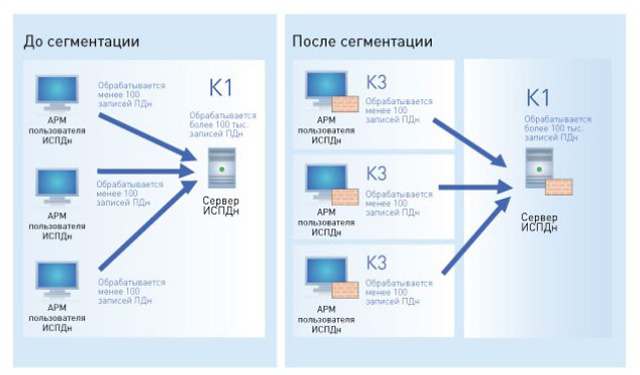 До сегментации
Обрабатывается
менее 100
записей ПДн
АРМ
пользователя
ИСПДн
Обрабатывается
менее 100
записей ПДн
АРМ
пользователя
ИСПДн
Обрабатывается
менее 100
записей ПДн
АРМ
пользователя
ИСПДн
К1
Обрабатывается
более 100 тыс.
записей ПДн
Сервер
ИСПДн
После сегментации
К3
Обрабатывается
менее 100
записей ПДн
АРМ
пользователя
ИСПДн
К3
Обрабатывается
менее 100
записей ПДн
АРМ
пользователя
ИСПДн
К3
Обрабатывается
менее 100
записей ПДн
АРМ
пользователя
ИСПДн
К1
Обрабатывается
более 100 тыс.
записей ПДн
Сервер
ИСПДн